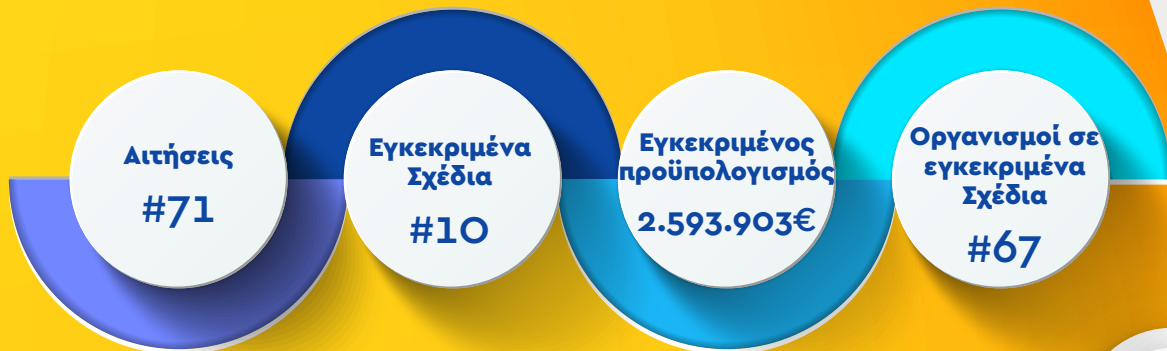 Αιτήσεις
#71
Εγκεκριμένα
Σχέδια
#10
Εγκεκριμένος
προϋπολογισμός
2.593.903€
Οργανισμοί σε
εγκεκριμένα
Σχέδια
#67